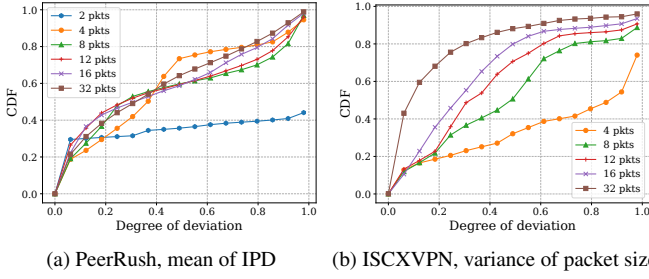 1.0
0.8
0.6
0.4
0.2
0.0
CDF
2 pkts
4 pkts
8 pkts
12 pkts
16 pkts
32 pkts
0.0 0.2 0.4 0.6 0.8 1.0
Degree of deviation
(a) PeerRush, mean of IPD
1.0
0.8
0.6
0.4
0.2
0.0
CDF
4 pkts
8 pkts
12 pkts
16 pkts
32 pkts
0.0 0.2 0.4 0.6 0.8 1.0
Degree of deviation
(b) ISCXVPN, variance of packet size